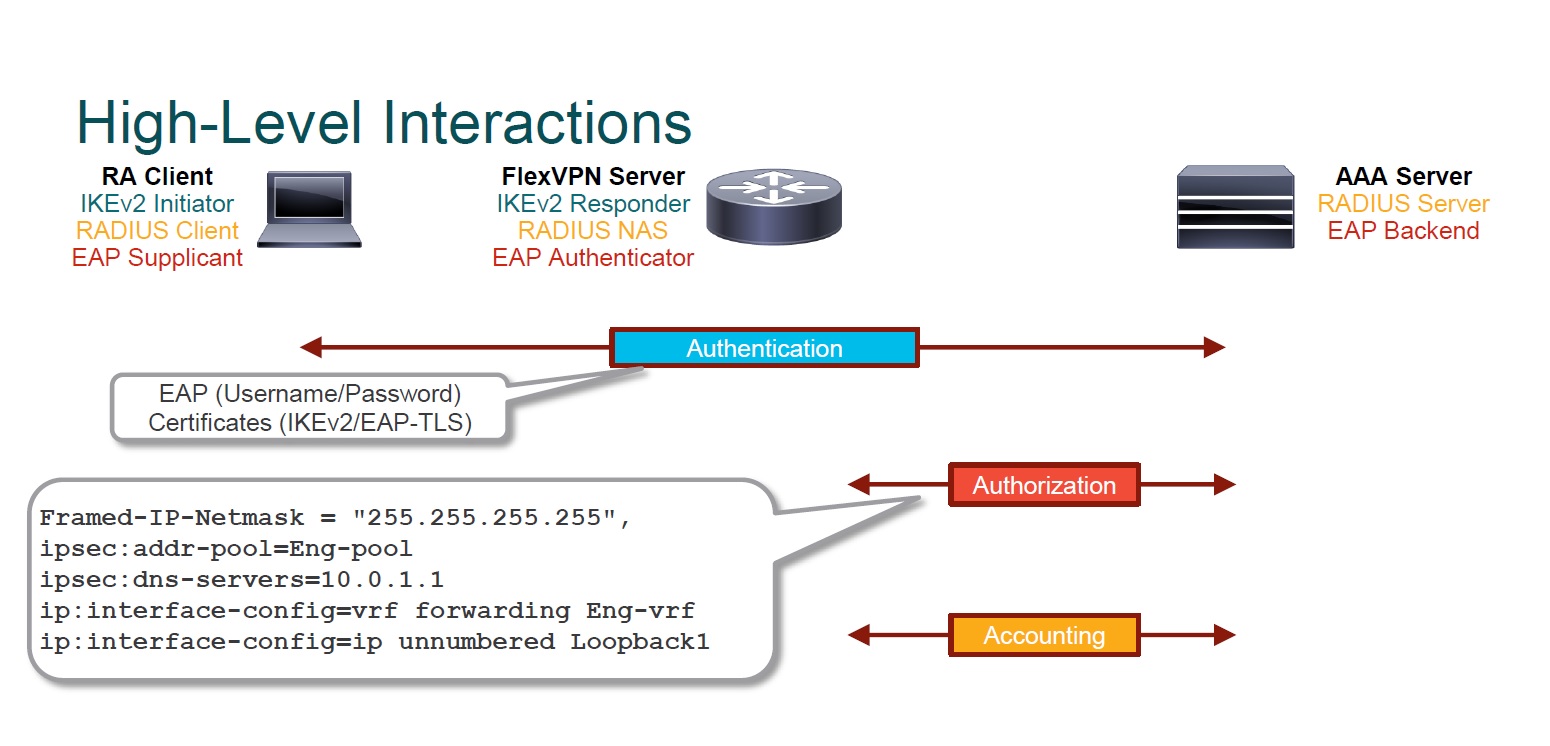 High-Level Interactions
RA Client
IKEv2 Initiator
RADIUS Client
EAP Supplicant
FlexVPN Server
IKEv2 Responder
RADIUS NAS
EAP Authenticator
AAA Server
RADIUS Server
EAP Backend
Authentication
EAP (Username/Password)
Certificates (IKEv2/EAP-TLS)
Authorization
Framed-IP-Netmask = "255.255.255.255",
ipsec:addr-pool=Eng-pool
ipsec:dns-servers=10.0.1.1
ip:interface-config=vrf forwarding Eng-vrf
ip:interface-config=ip unnumbered Loopback1
Accounting